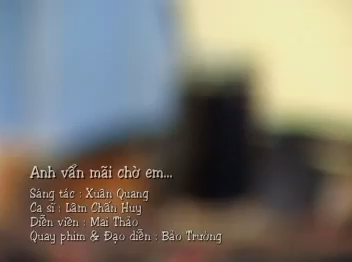 Anh vẩn mãi chờ em...
Sáng tác : Xuân Quang
Ca sĩ : Lâm Chấn Huy
Diễn viên : Mai Thảo
Quay phim & Đạo diễn : Bảo Trường